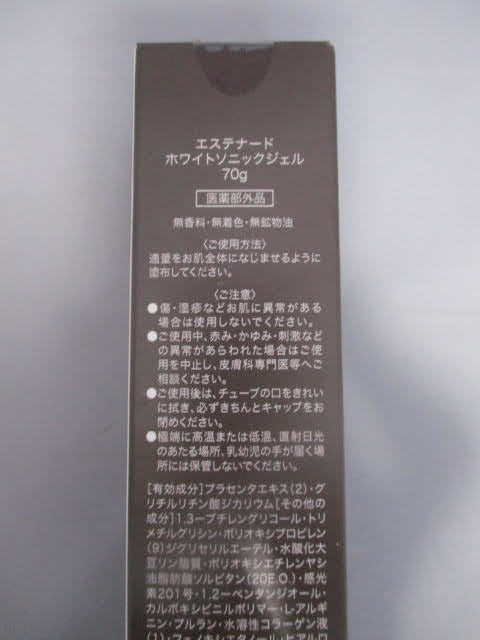 エステナード
ホワイトソニックジェル
70g
医薬部外品
無香料・無着色・無鉱物油
〈ご使用方法〉
適量をお肌全体になじませるように
塗布してください。
〈ご注意〉
●傷・湿疹などお肌に異常がある
場合は使用しないでください。
●ご使用中、赤み・かゆみ・刺激など
の異常があらわれた場合はご使
用を中止し、皮膚科専門医等へご
相談ください。
●ご使用後は、チューブの口をきれい
に拭き、必ずきちんとキャップをお
閉めください。
●極端に高温または低温、直射日光
のあたる場所、乳幼児の手が届く場
所には保管しないでください。
[有効成分]プラセンタエキス(2)・グ
リチルリチン酸ジカリウム[その他の
成分]1.3-ブチレングリコール・トリ
メチルグリシン・ポリオキシプロピレン
(9)ジグリセリルエーテル・水酸化大
豆リン脂質・ポリオキシエチレンヤシ
油脂肪酸ソルビタン(20E.O.)・感光
素201号・1.2-ペンタンジオール・
カルボキシビニルポリマー・L-アルギ
ニン・プルラン・水溶性コラーゲン液
(1)・フェノキシエタノール・ヒアルロ